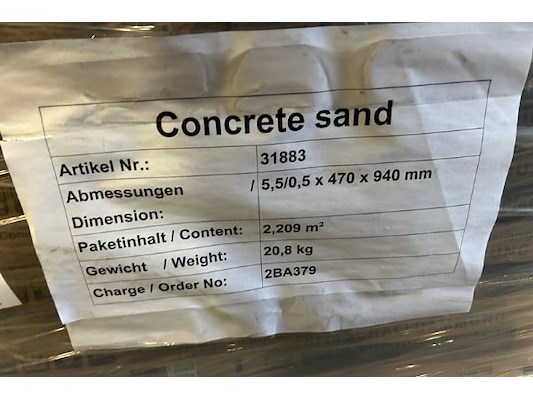 Concrete sand
Artikel Nr.: 31883
Abmessungen / 5,5/0,5 x 470 x 940 mm
Dimension:
Paketinhalt / Content: 2,209 m²
Gewicht / Weight: 20,8 kg
Charge / Order No: 2BA379